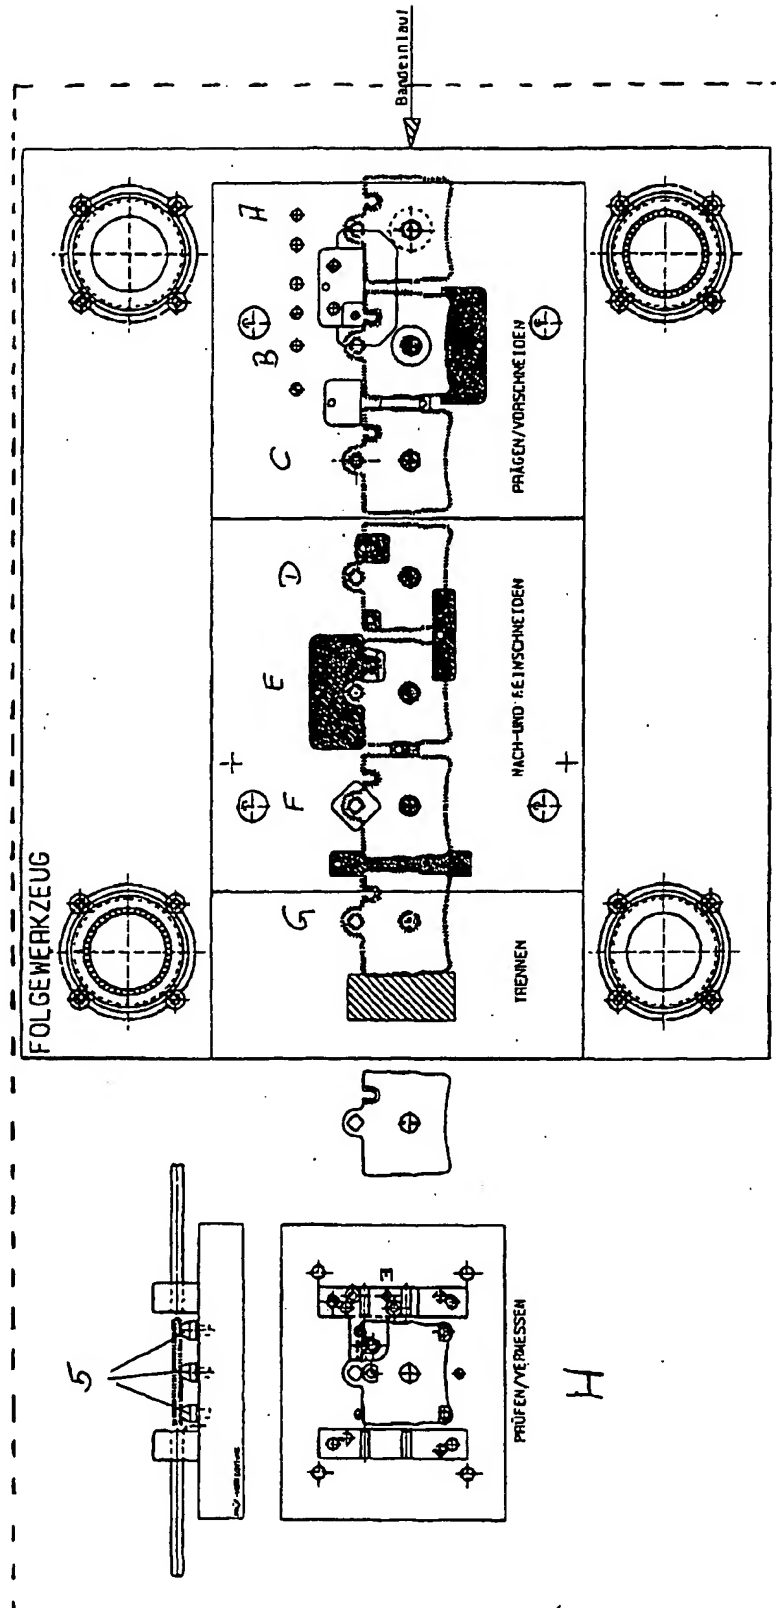 Bandeinlauf
FOLGEWERKZEUG
A
B
C
D
E
F
G
PRÄGEN/VORSCHNEIDEN
NACH-UND FEINSCHNEIDEN
TRENNEN
5
E
PRÜFEN/VERMESSEN
H